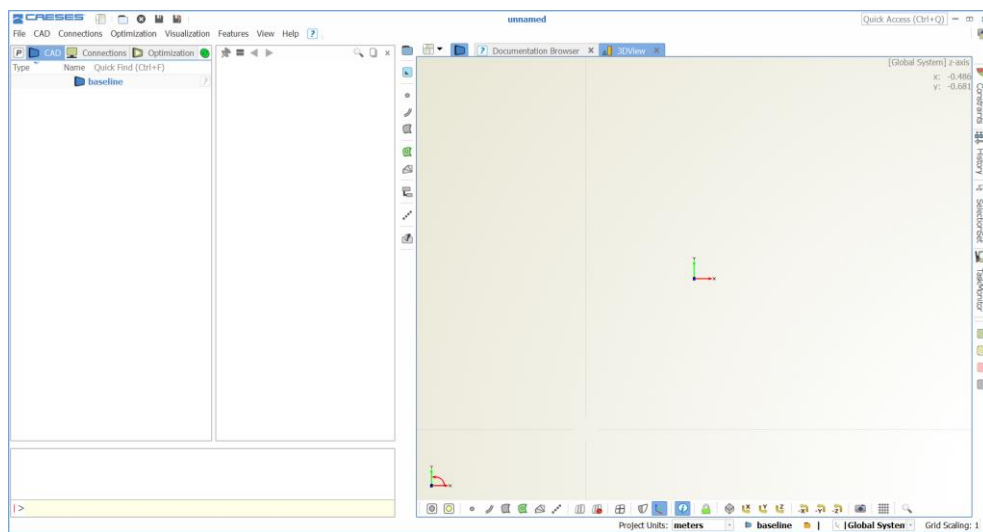 CAESES
unnamed
Quick Access (Ctrl+Q)
File CAD Connections Optimization Visualization Features View Help ?
P CAD Connections Optimization
? Documentation Browser X 3DView X
Type Name Quick Find (Ctrl+F)
baseline ?
[Global System] z-axis
x: -0.486
y: -0.681
Constraints
History
SelectionSet
TaskMonitor
Y
X
Y
X
>
X Y Z -X -Y -Z
Project Units: meters baseline | |Global System Grid Scaling: 1